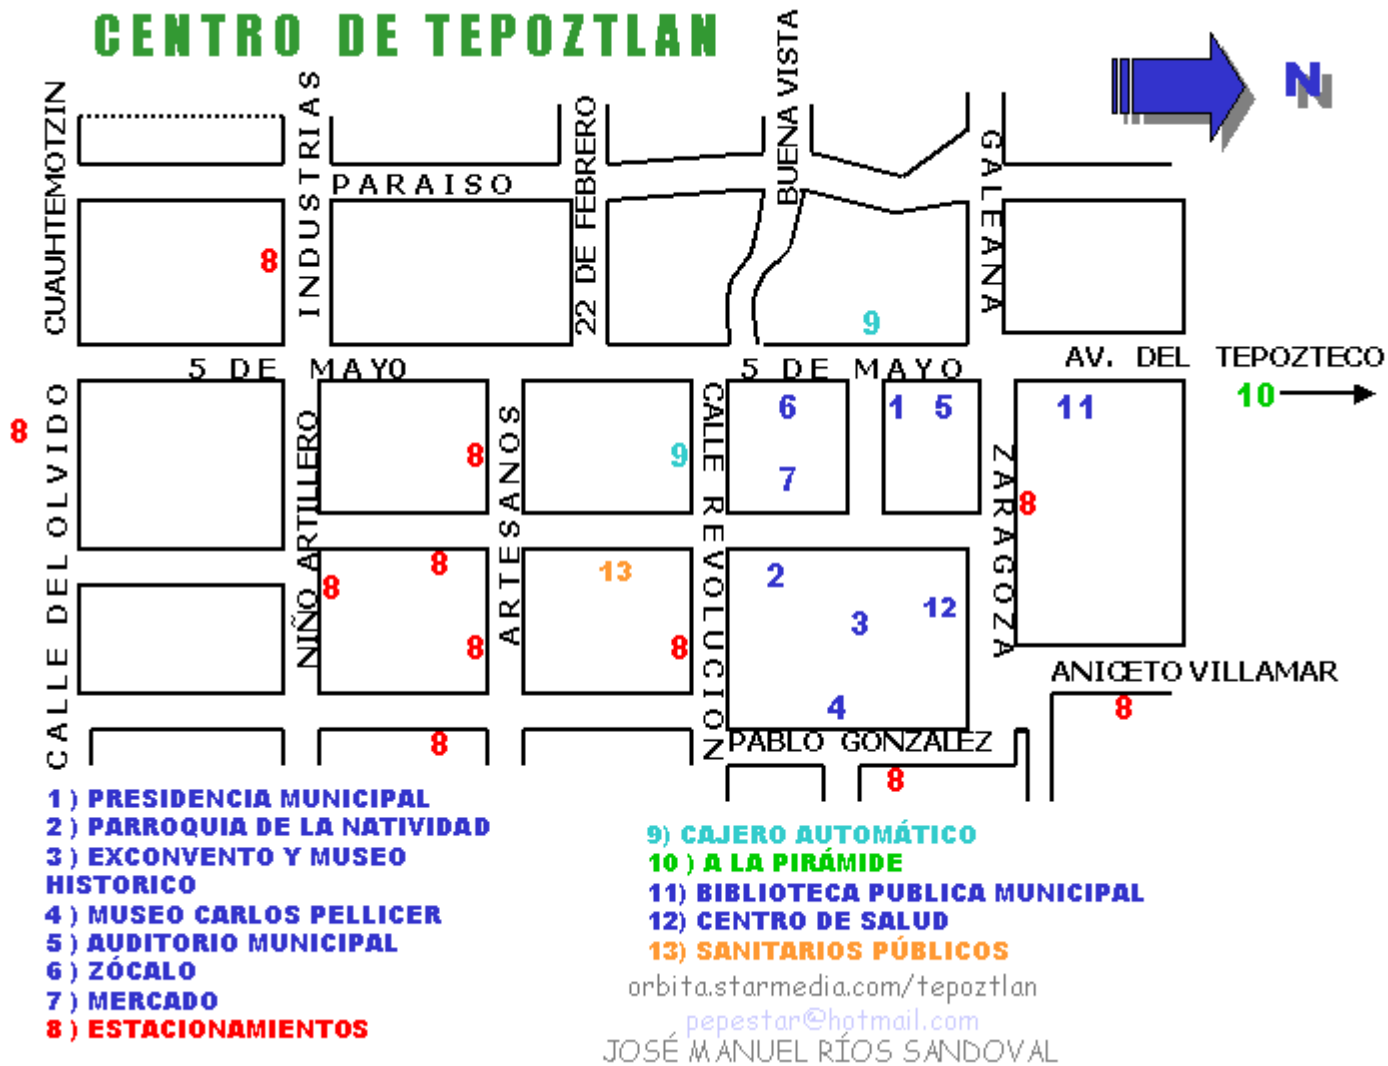 CENTRO DE TEPOZTLAN
N
CUAUHTEMOTZIN
INDUSTRIAS
22 DE FEBRERO
BUENA VISTA
GALEANA
PARAISO
8
9
5 DE MAYO
5 DE MAYO
AV. DEL TEPOZTECO
10
8
CALLE DEL OLVIDO
NIÑO ARTILLERO
ARTESANOS
CALLE REVOLUCION
ZARAGOZA
6
1
5
11
8
9
7
8
8
8
13
2
12
3
8
8
4
ANICETO VILLAMAR
8
8
PABLO GONZALEZ
8
1 ) PRESIDENCIA MUNICIPAL
2 ) PARROQUIA DE LA NATIVIDAD
3 ) EXCONVENTO Y MUSEO
HISTORICO
4 ) MUSEO CARLOS PELLICER
5 ) AUDITORIO MUNICIPAL
6 ) ZÓCALO
7 ) MERCADO
8 ) ESTACIONAMIENTOS
9) CAJERO AUTOMÁTICO
10 ) A LA PIRÁMIDE
11) BIBLIOTECA PUBLICA MUNICIPAL
12) CENTRO DE SALUD
13) SANITARIOS PÚBLICOS
orbita.starmedia.com/tepoztlan
pepestar@hotmail.com
JOSÉ MANUEL RÍOS SANDOVAL